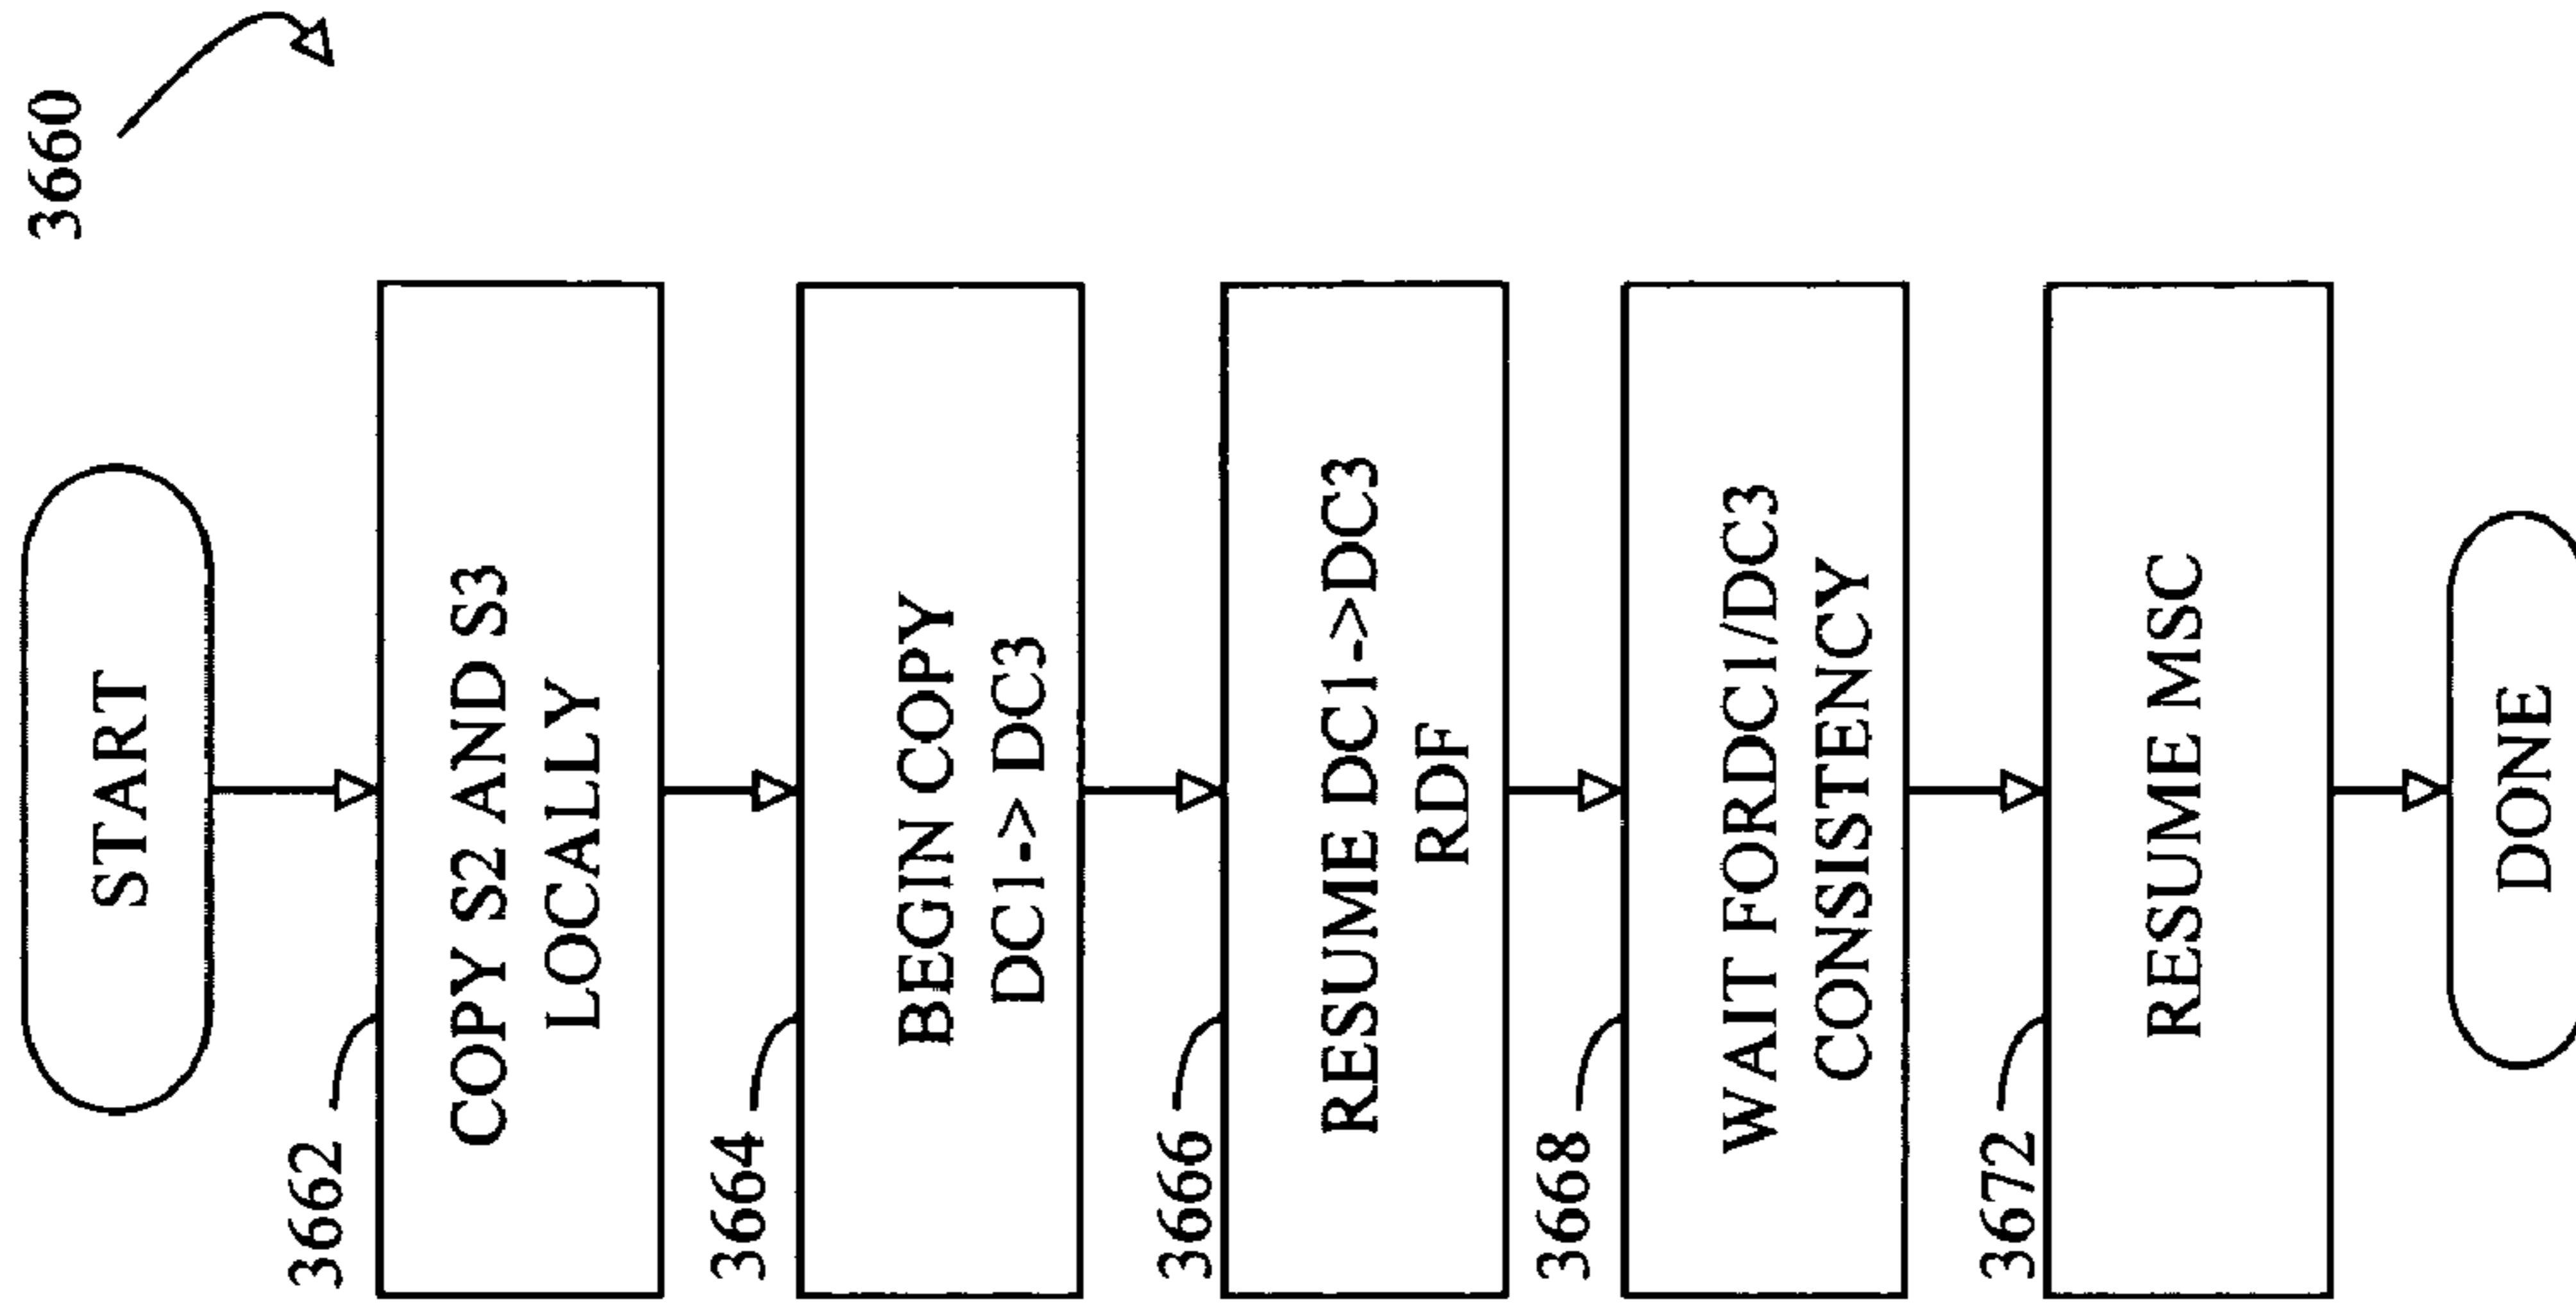 3660
START
3662
COPY S2 AND S3
LOCALLY
3664
BEGIN COPY
DC1-> DC3
3666
RESUME DC1->DC3
RDF
3668
WAIT FORDC1/DC3
CONSISTENCY
3672
RESUME MSC
DONE